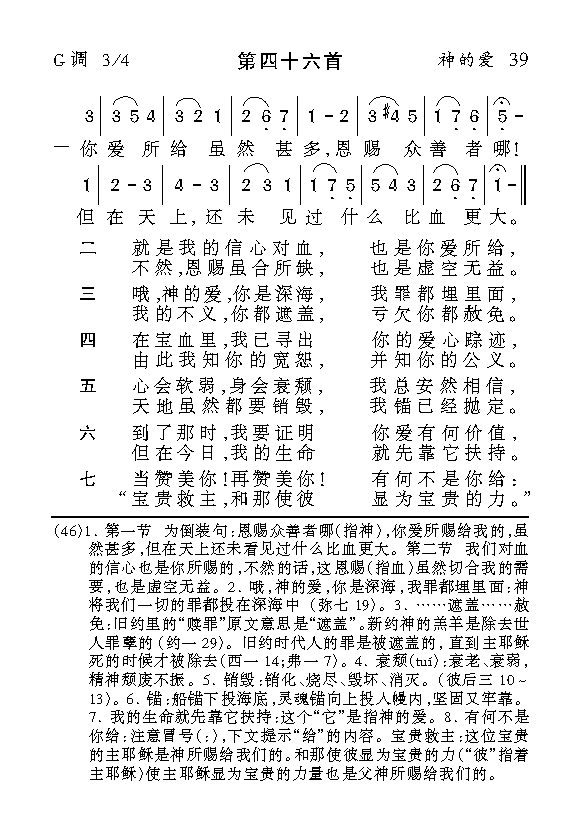 G 调 3/4 第四十六首 神的爱 39
3 | 3 5 4 | 3 2 1 | 2 6 7 | 1 - 2 | 3 #4 5 | 1 7 6 | 5 -
一 你 爱 所 给 虽 然 甚 多,恩 赐 众 善 者 哪!
1 | 2 - 3 | 4 - 3 | 2 3 1 | 1 7 5 | 5 4 3 | 2 6 7 | 1 - ‖
但 在 天 上,还 未 见 过 什 么 比 血 更 大。
二 就是我的信心对血, 也是你爱所给,
不然,恩赐虽合所缺, 也是虚空无益。
三 哦,神的爱,你是深海, 我罪都埋里面,
我的不义,你都遮盖, 亏欠你都赦免。
四 在宝血里,我已寻出 你的爱心踪迹,
由此我知你的宽恕, 并知你的公义。
五 心会软弱,身会衰颓, 我总安然相信,
天地虽然都要销毁, 我锚已经抛定。
六 到了那时,我要证明 你爱有何价值,
但在今日,我的生命 就先靠它扶持。
七 当赞美你!再赞美你! 有何不是你给:
“宝贵救主,和那使彼 显为宝贵的力。”
(46)1. 第一节 为倒装句:恩赐众善者哪(指神),你爱所赐给我的,虽
然甚多,但在天上还未看见过什么比血更大。第二节 我们对血
的信心也是你所赐的,不然的话,这恩赐(指血)虽然切合我的需
要,也是虚空无益。2. 哦,神的爱,你是深海,我罪都埋里面:神
将我们一切的罪都投在深海中(弥七 19)。3. ……遮盖……赦
免:旧约里的“赎罪”原文意思是“遮盖”。新约神的羔羊是除去世
人罪孽的(约一 29)。旧约时代人的罪是被遮盖的,直到主耶稣
死的时候才被除去(西一 14;弗一 7)。4. 衰颓(tuí):衰老、衰弱,
精神颓废不振。5. 销毁:销化、烧尽、毁坏、消灭。(彼后三 10~
13)。6. 锚:船锚下投海底,灵魂锚向上投入幔内,坚固又牢靠。
7. 我的生命就先靠它扶持:这个“它”是指神的爱。8. 有何不是
你给:注意冒号(:),下文提示“给”的内容。宝贵救主:这位宝贵
的主耶稣是神所赐给我们的。和那使彼显为宝贵的力(“彼”指着
主耶稣)使主耶稣显为宝贵的力量也是父神所赐给我们的。